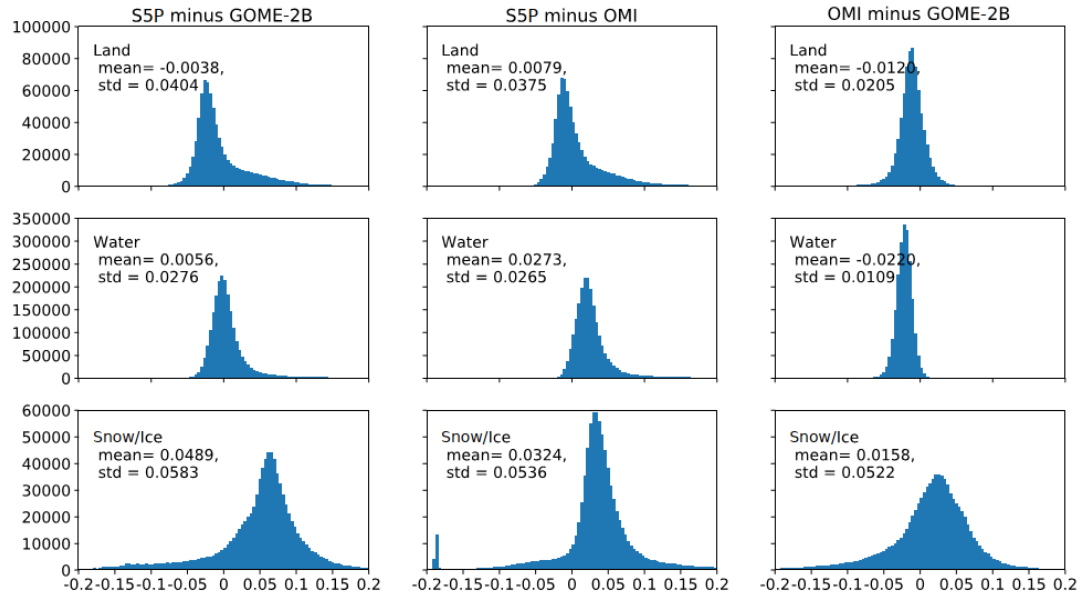 S5P minus GOME-2B
S5P minus OMI
OMI minus GOME-2B
100000
80000
60000
40000
20000
0
Land
mean= -0.0038,
std = 0.0404
Land
mean= 0.0079,
std = 0.0375
Land
mean= -0.0120,
std = 0.0205
350000
300000
250000
200000
150000
100000
50000
0
Water
mean= 0.0056,
std = 0.0276
Water
mean= 0.0273,
std = 0.0265
Water
mean= -0.0220,
std = 0.0109
60000
50000
40000
30000
20000
10000
0
Snow/Ice
mean= 0.0489,
std = 0.0583
Snow/Ice
mean= 0.0324,
std = 0.0536
Snow/Ice
mean= 0.0158,
std = 0.0522
-0.2 -0.15 -0.1 -0.05 0 0.05 0.1 0.15 0.2
-0.2 -0.15 -0.1 -0.05 0 0.05 0.1 0.15 0.2
-0.2 -0.15 -0.1 -0.05 0 0.05 0.1 0.15 0.2